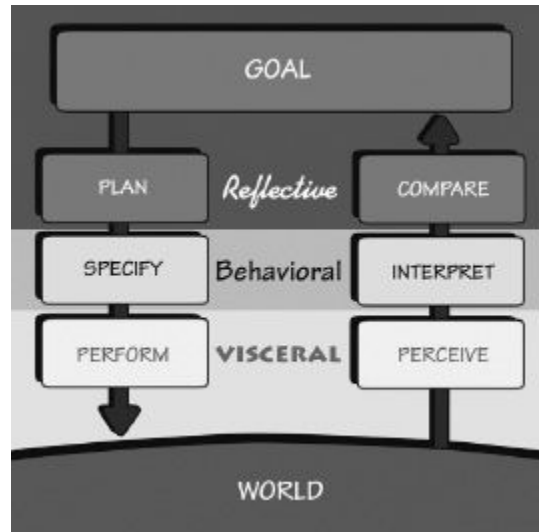 GOAL
PLAN
Reflective
COMPARE
SPECIFY
Behavioral
INTERPRET
PERFORM
VISCERAL
PERCEIVE
WORLD